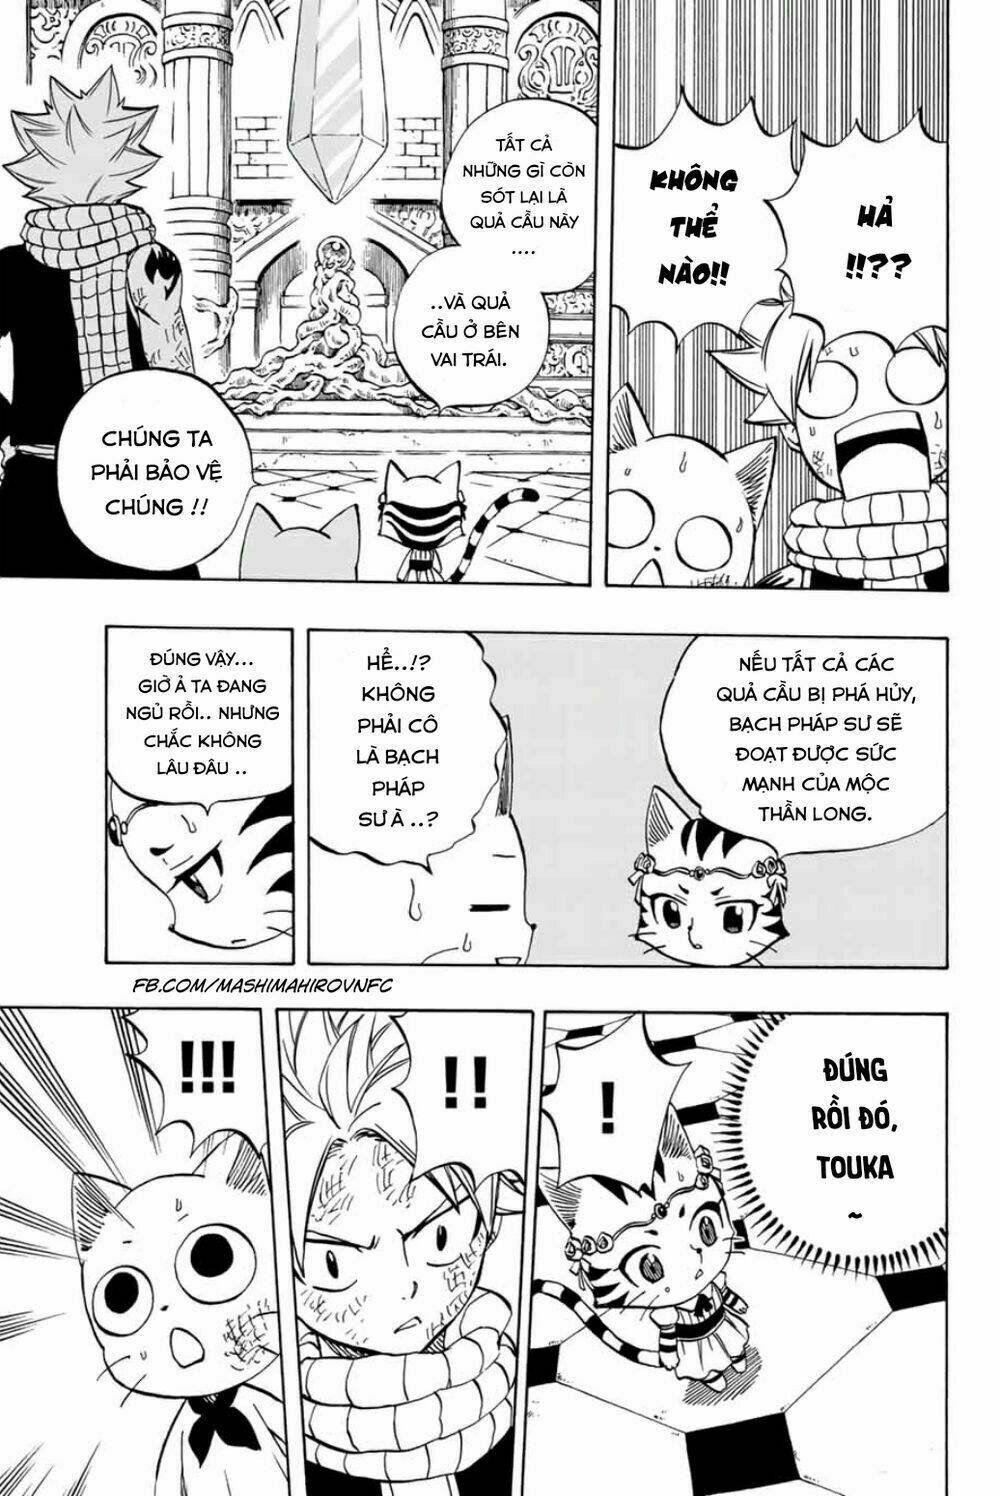 HẢ
!!??
KHÔNG
THỂ
NÀO!!
TẤT CẢ
NHỮNG GÌ CÒN
SÓT LẠI LÀ
QUẢ CẦU NÀY
....
..VÀ QUẢ
CẦU Ở BÊN
VAI TRÁI.
CHÚNG TA
PHẢI BẢO VỆ
CHÚNG !!
NẾU TẤT CẢ CÁC
QUẢ CẦU BỊ PHÁ HỦY,
BẠCH PHÁP SƯ SẼ
ĐOẠT ĐƯỢC SỨC
MẠNH CỦA MỘC
THẦN LONG.
HỂ..!?
KHÔNG
PHẢI CÔ
LÀ BẠCH
PHÁP
SƯ À ..?
ĐÚNG VẬY...
GIỜ Ả TA ĐANG
NGỦ RỒI.. NHƯNG
CHẮC KHÔNG
LÂU ĐÂU ..
FB.COM/MASHIMAHIROVNFC
ĐÚNG
RỒI ĐÓ,
TOUKA
~
!
!!
!!!